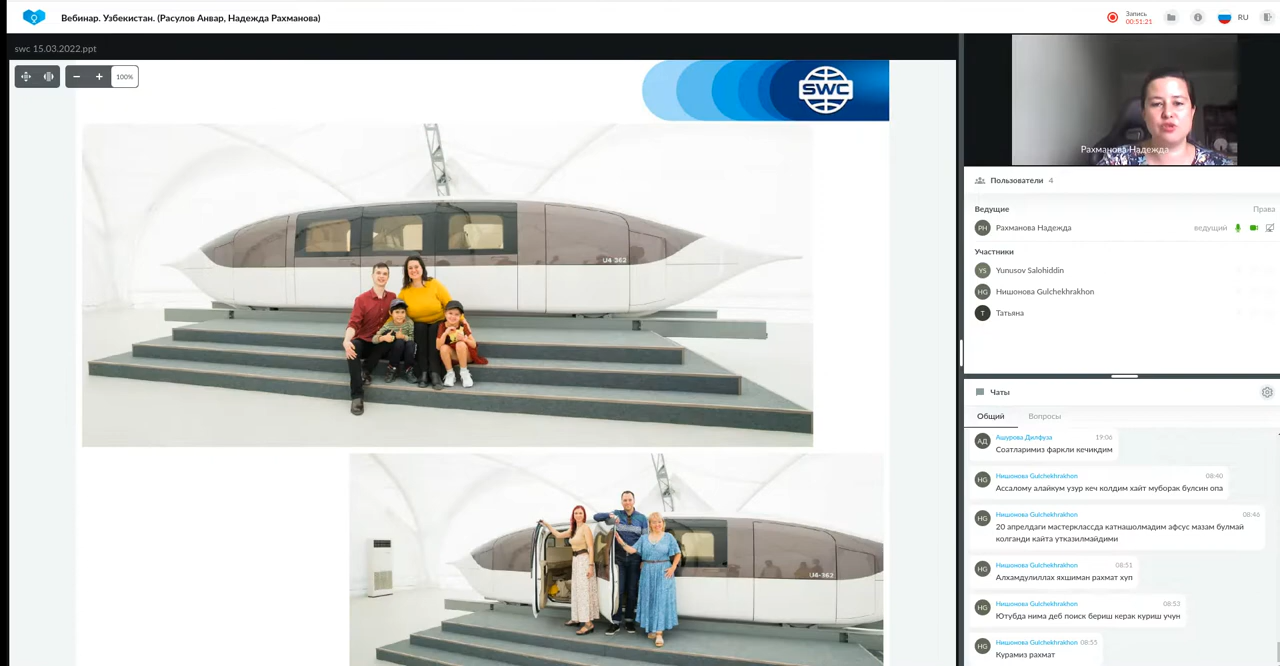 Вебинар. Узбекистан. (Расулов Анвар, Надежда Рахманова)
Запись
00:51:21
RU
swc 15.03.2022.ppt
100%
SWC
U4-362
U4-362
Рахманова Надежда
Пользователи 4
Ведущие
Права
РН Рахманова Надежда
ведущий
Участники
YS Yunusov Salohiddin
HG Нишонова Gulchekhrakhon
Т Татьяна
Чаты
Общий
Вопросы
АД Ашурова Дилфуза 19:06
Соатларимиз фаркли кечикдим
HG Нишонова Gulchekhrakhon 08:40
Ассалому алайкум узур кеч колдим хайт муборак булсин опа
HG Нишонова Gulchekhrakhon 08:46
20 апрелдаги мастерклассда катнашолмадим афсус мазам булмай
колганди кайта утказилмайдими
HG Нишонова Gulchekhrakhon 08:51
Алхамдулиллах яхшиман рахмат хуп
HG Нишонова Gulchekhrakhon 08:53
Ютубда нима деб поиск бериш керак куриш учун
HG Нишонова Gulchekhrakhon 08:55
Курамиз рахмат